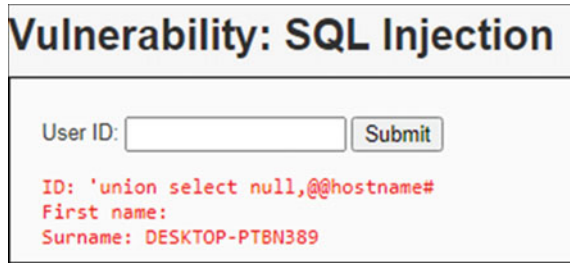 Vulnerability: SQL Injection
User ID: Submit
ID: 'union select null,@@hostname#
First name:
Surname: DESKTOP-PTBN389